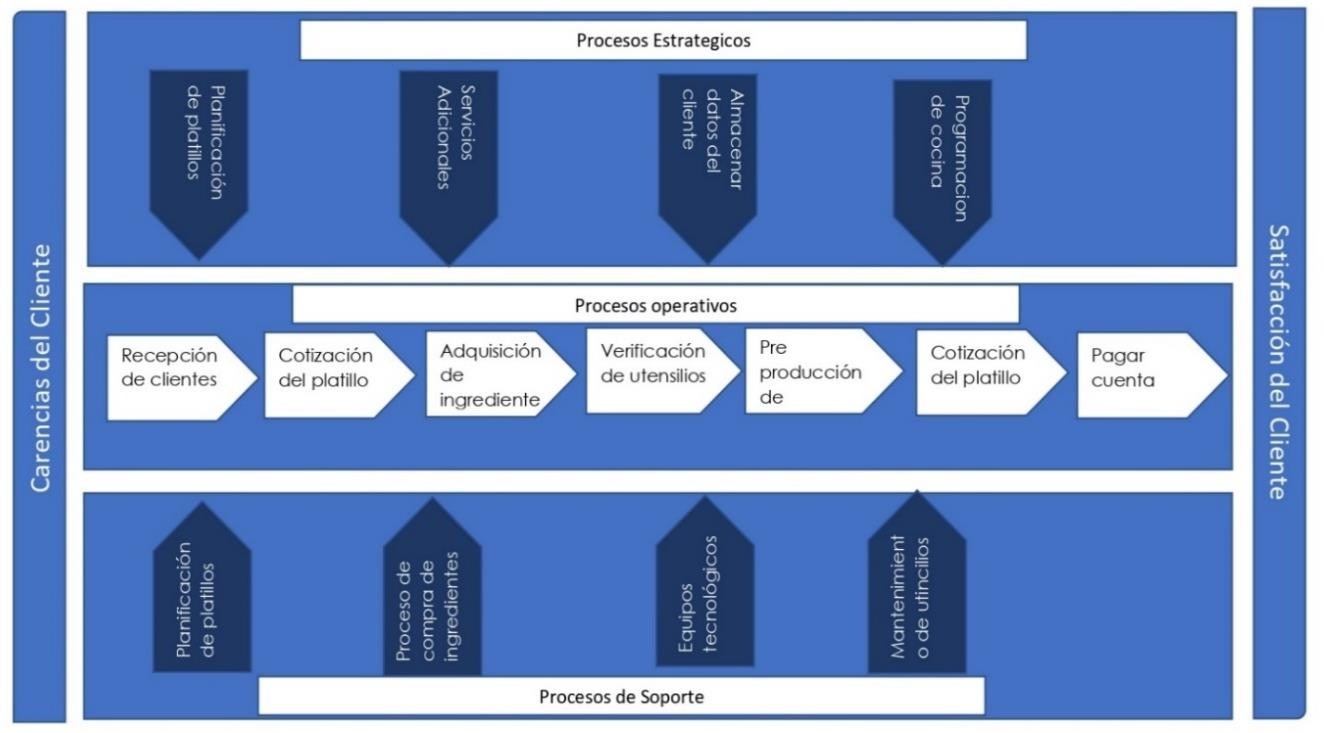 Carencias del Cliente
Procesos Estrategicos
Planificación
de platillos
Servicios
Adicionales
Almacenar
datos del
cliente
Programacion
de cocina
Procesos operativos
Recepción
de clientes
Cotización
del platillo
Adquisición
de
ingrediente
Verificación
de utensilios
Pre
producción
de
Cotización
del platillo
Pagar
cuenta
Planificación
de platillos
Proceso de
compra de
ingredientes
Equipos
tecnológicos
Mantenimient
o de utincilios
Procesos de Soporte
Satisfacción del Cliente